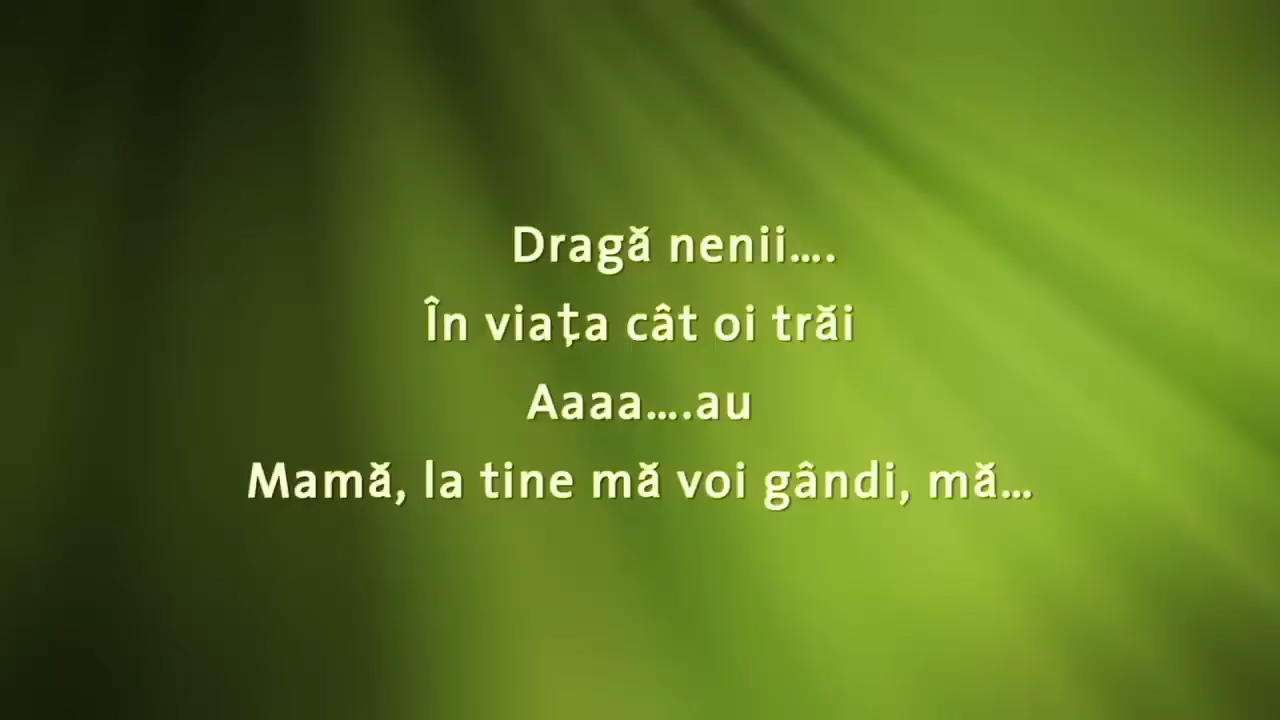 Dragă nenii....
În viața cât oi trăi
Aaaa....au
Mamă, la tine mă voi gândi, mă...